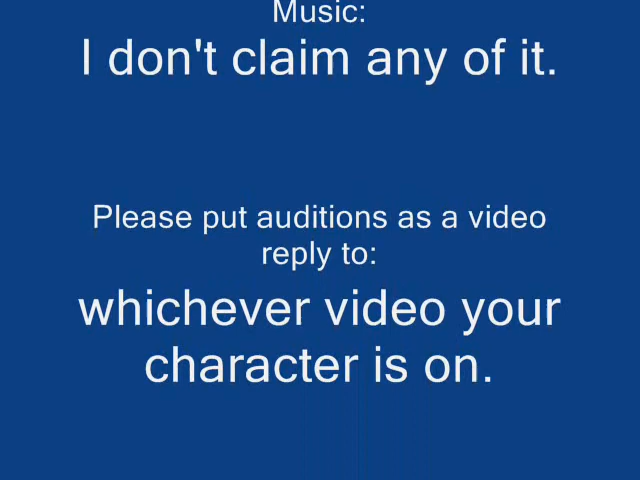 Music:
I don't claim any of it.
Please put auditions as a video
reply to:
whichever video your
character is on.